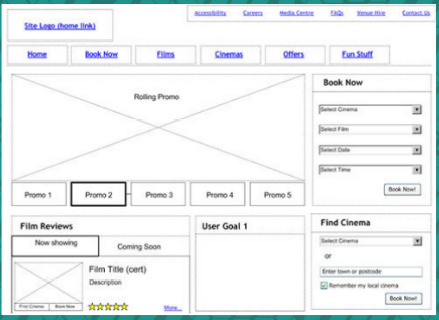 Accessibility Careers Media Centre FAQs Venue Hire Contact Us
Site Logo (home link)
Home Book Now Films Cinemas Offers Fun Stuff
Rolling Promo
Promo 1 Promo 2 Promo 3 Promo 4 Promo 5
Book Now
Select Cinema
Select Film
Select Date
Select Time
Book Now!
Film Reviews
Now showing Coming Soon
Film Title (cert)
Description
Find Cinema Book Now
More...
User Goal 1
Find Cinema
Select Cinema
or
Enter town or postcode
Remember my local cinema
Book Now!